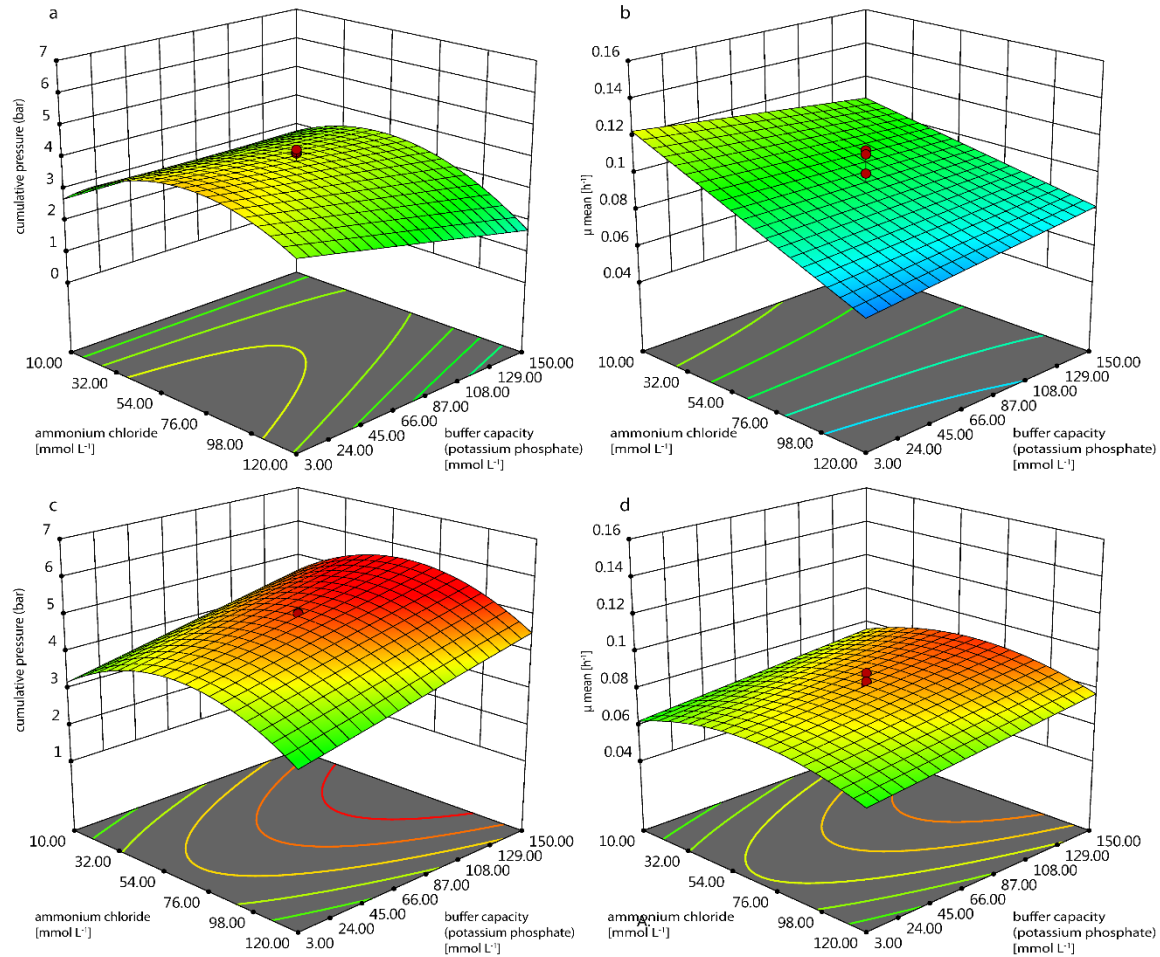 a
7
6
5
4
3
2
1
0
cumulative pressure (bar)
10.00
32.00
54.00
76.00
98.00
120.00
ammonium chloride
[mmol L⁻¹]
3.00
24.00
45.00
66.00
87.00
108.00
129.00
150.00
buffer capacity
(potassium phosphate)
[mmol L⁻¹]
b
0.16
0.14
0.12
0.1
0.08
0.06
0.04
µ mean [h⁻¹]
10.00
32.00
54.00
76.00
98.00
120.00
ammonium chloride
[mmol L⁻¹]
3.00
24.00
45.00
66.00
87.00
108.00
129.00
150.00
buffer capacity
(potassium phosphate)
[mmol L⁻¹]
c
7
6
5
4
3
2
1
cumulative pressure (bar)
10.00
32.00
54.00
76.00
98.00
120.00
ammonium chloride
[mmol L⁻¹]
3.00
24.00
45.00
66.00
87.00
108.00
129.00
150.00
buffer capacity
(potassium phosphate)
[mmol L⁻¹]
d
0.16
0.14
0.12
0.1
0.08
0.06
0.04
µ mean [h⁻¹]
10.00
32.00
54.00
76.00
98.00
120.00
ammonium chloride
[mmol L⁻¹]
A.
3.00
24.00
45.00
66.00
87.00
108.00
129.00
150.00
buffer capacity
(potassium phosphate)
[mmol L⁻¹]